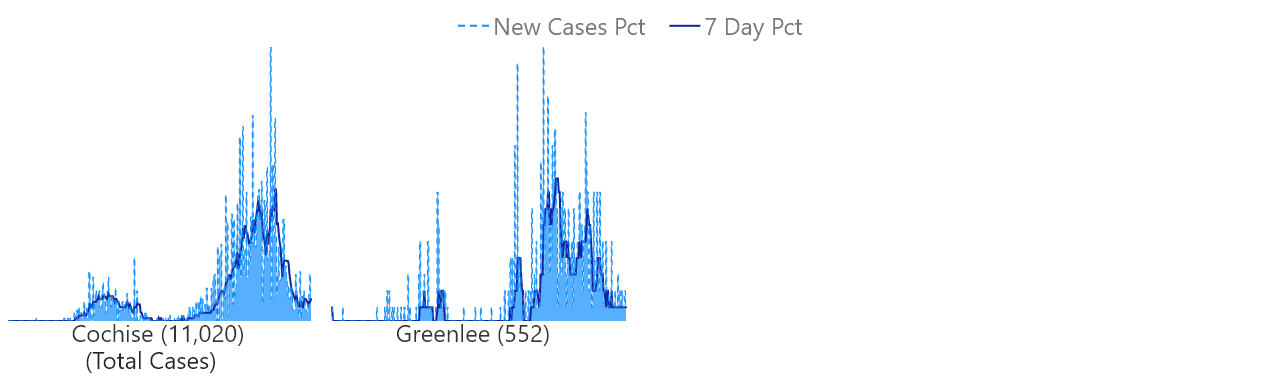 New Cases Pct 7 Day Pct
Cochise (11,020) Greenlee (552)
(Total Cases)